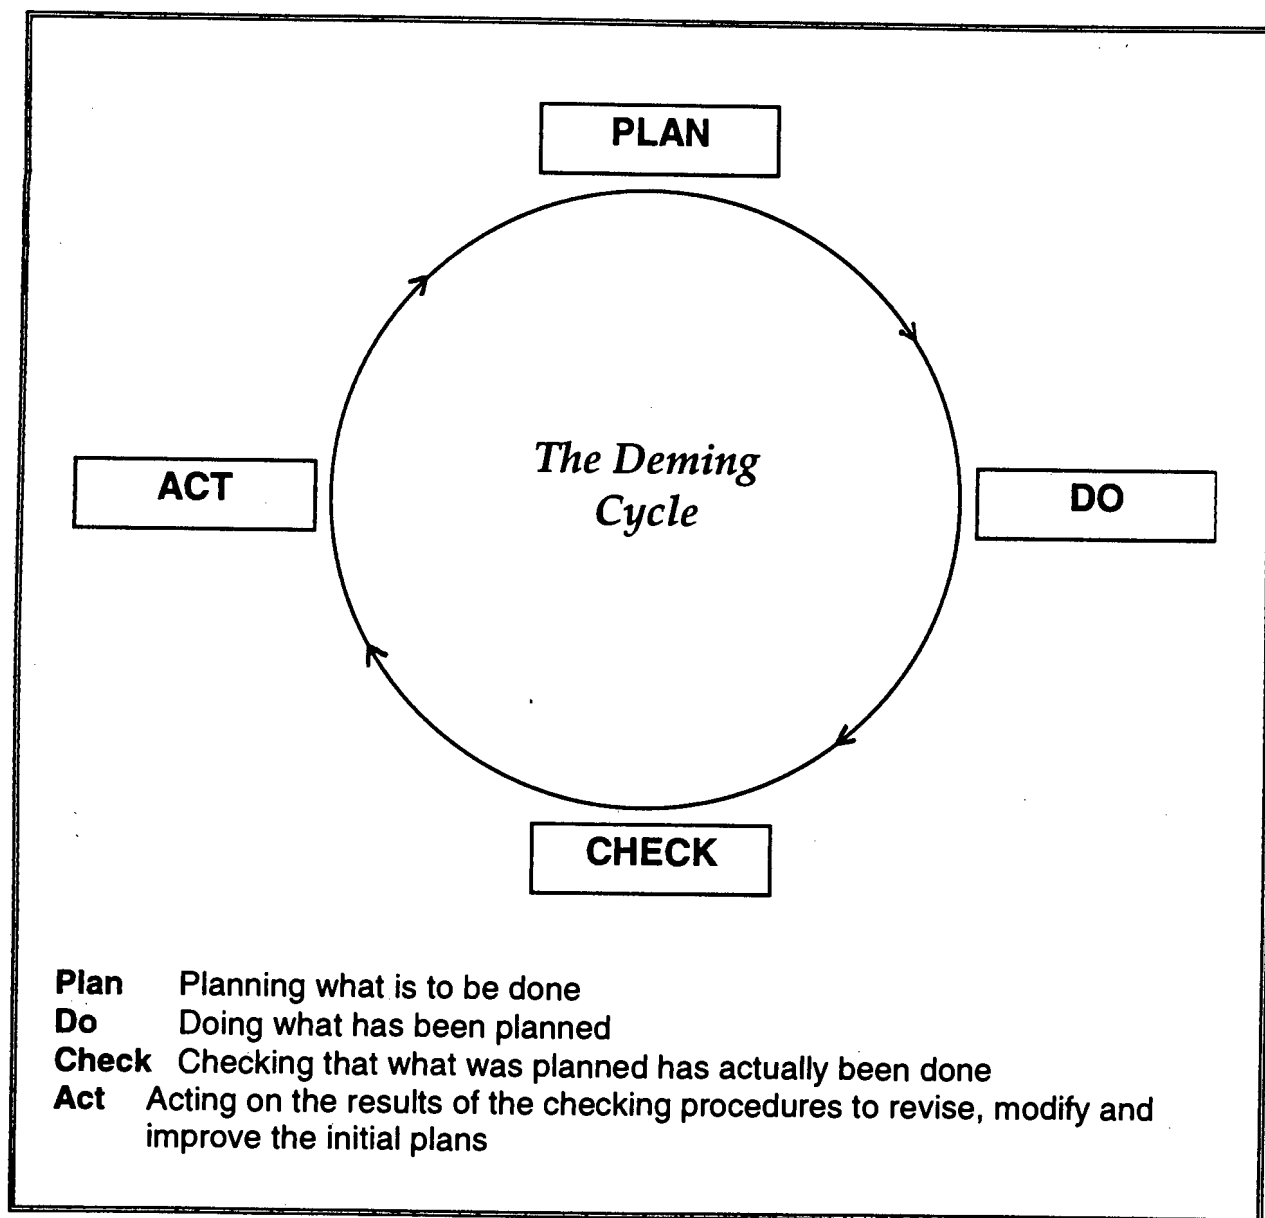 PLAN
ACT
The Deming
Cycle
DO
CHECK
Plan Planning what is to be done
Do Doing what has been planned
Check Checking that what was planned has actually been done
Act Acting on the results of the checking procedures to revise, modify and
improve the initial plans